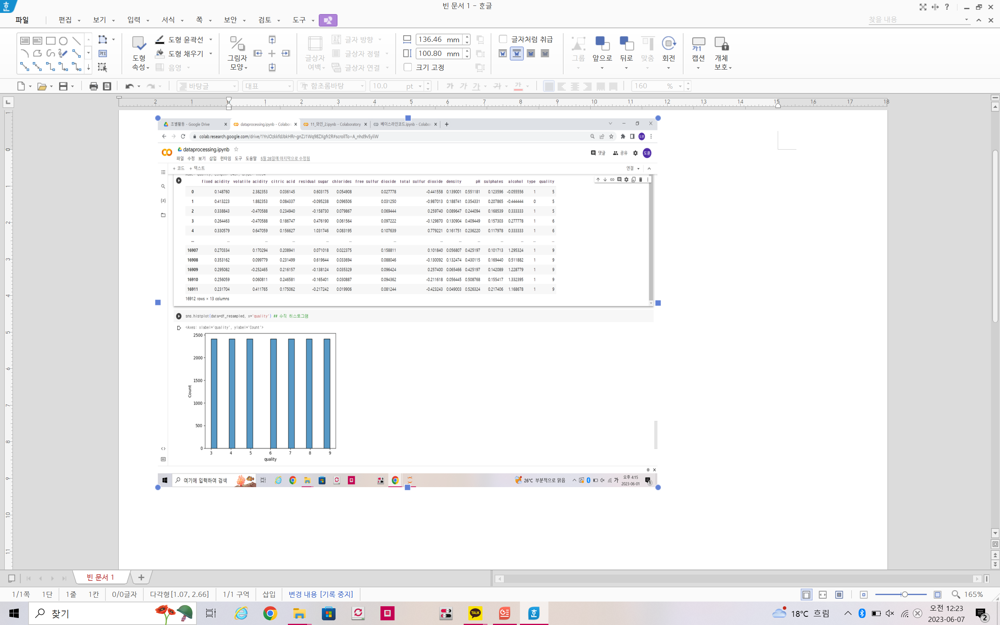 빈 문서 1 - 한글
파일 편집 보기 입력 서식 쪽 보안 검토 도구
찾을 내용
도형 속성
도형 윤곽선
도형 채우기
음영
그림자 모양
글상자 여백
글자 방향
글상자 정렬
글상자 연결
136.46 mm
100.80 mm
크기 고정
글자처럼 취급
그룹 앞으로 뒤로 맞춤 회전
캡션 개체 보호
바탕글 대표 함초롬바탕 10.0 pt 가 가 가 가 가 160 %
2 1 1 2 3 4 5 6 7 8 9 10 11 12 13 14 15 16 17 18
조별활동 - Google Drive dataprocessing.ipynb - Colabor 11_와인_2.ipynb - Colaboratory 베이스라인코드.ipynb - Colabo
colab.research.google.com/drive/1YnJOzkkfdJbkHRr-gnZJ1Wq98ZXgfr2R#scrollTo=A_nhd9v5yliW
dataprocessing.ipynb
파일 수정 보기 삽입 런타임 도구 도움말 5월 28일에 마지막으로 수정됨
댓글 공유 도훈
+ 코드 + 텍스트
연결
fixed acidity volatile acidity citric acid residual sugar chlorides free sulfur dioxide total sulfur dioxide density pH sulphates alcohol type quality
0 0.148760 2.382353 0.036145 0.603175 0.054908 0.027778 -0.441558 0.139001 0.551181 0.123596 -0.055556 1 5
1 0.413223 1.882353 0.084337 -0.095238 0.096506 0.031250 -0.987013 0.188741 0.354331 0.207865 -0.444444 0 5
2 0.338843 -0.470588 0.234940 -0.158730 0.079867 0.069444 0.259740 0.089647 0.244094 0.168539 0.333333 1 5
3 0.264463 -0.470588 0.186747 0.476190 0.061564 0.097222 -0.129870 0.130904 0.409449 0.157303 0.277778 1 6
4 0.330579 0.647059 0.156627 1.031746 0.083195 0.107639 0.779221 0.161751 0.236220 0.117978 0.333333 1 6
... ... ... ... ... ... ... ... ... ... ... ... ... ...
16907 0.270334 0.170294 0.208941 0.071018 0.022375 0.158811 0.101840 0.056807 0.425197 0.101713 1.295324 1 9
16908 0.353162 0.099779 0.231499 0.619644 0.033694 0.088046 -0.130092 0.132474 0.430115 0.169440 0.511882 1 9
16909 0.295082 -0.252465 0.216157 -0.138124 0.035329 0.096424 0.257400 0.065466 0.425197 0.142089 1.228779 1 9
16910 0.256059 0.060811 0.246581 -0.165401 0.030887 0.094362 -0.211618 0.056445 0.508768 0.155417 1.332395 1 9
16911 0.231704 0.411765 0.175062 -0.217242 0.019906 0.081244 -0.423243 0.049003 0.526324 0.217406 1.168678 1 9
16912 rows × 13 columns
sns.histplot(data=df_resampled, x='quality') ## 수직 히스토그램
<Axes: xlabel='quality', ylabel='Count'>
2500
2000
1500
1000
500
0
Count
3 4 5 6 7 8 9
quality
여기에 입력하여 검색
26°C 부분적으로 맑음
가
오후 4:15
2023-06-01
1
빈 문서 1
1/1쪽 1단 1줄 1칸 0/0글자 다각형[1.07, 2.66] 1/1 구역 삽입 변경 내용 [기록 중지]
165%
찾기
TALK
18°C 흐림
오전 12:23
2023-06-07
2